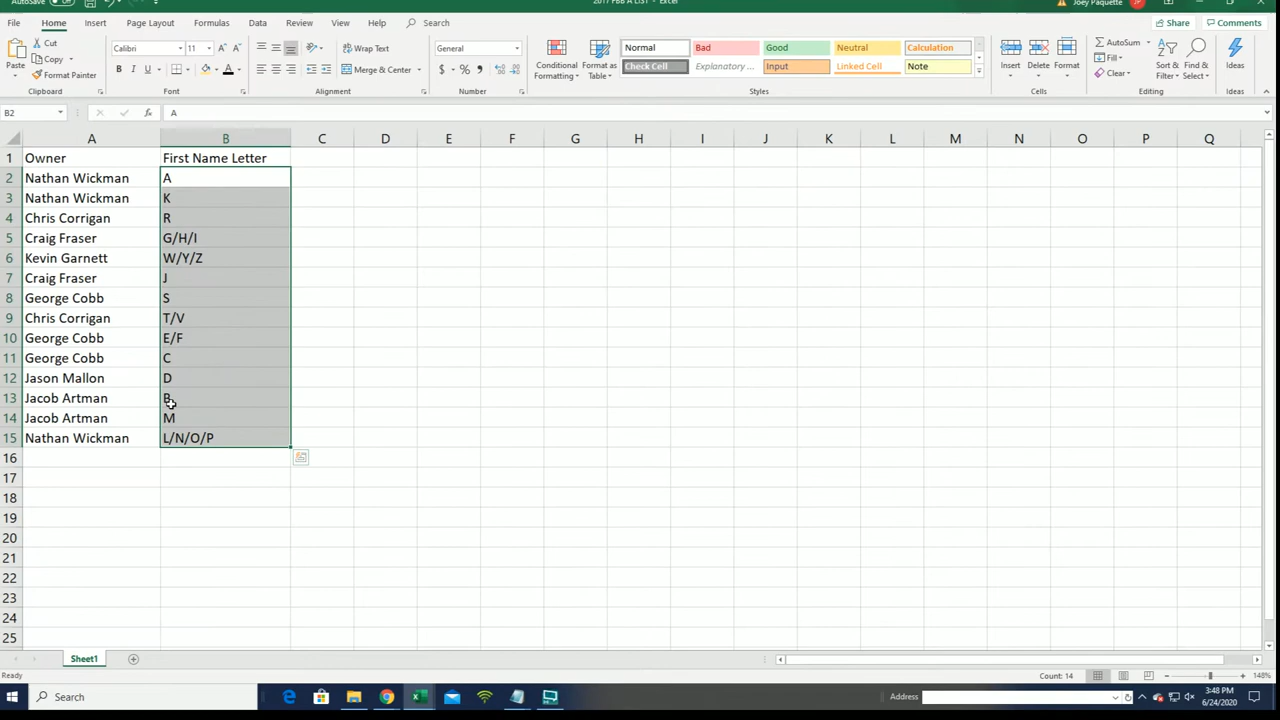 AutoSave Off 2017 FBB A LIST - Excel Joey Paquette JP
File Home Insert Page Layout Formulas Data Review View Help Search Share Comments
Paste Cut Copy Format Painter Clipboard
Calibri 11 B I U A A A Font
Wrap Text Merge & Center Alignment
General $ % , Number
Conditional Formatting Format as Table
Normal Bad Good Neutral Calculation
Check Cell Explanatory ... Input Linked Cell Note
Styles
Insert Delete Format Cells
AutoSum Fill Clear Sort & Filter Find & Select Editing
Ideas Ideas
B2 fx A
A B C D E F G H I J K L M N O P Q
1 Owner First Name Letter
2 Nathan Wickman A
3 Nathan Wickman K
4 Chris Corrigan R
5 Craig Fraser G/H/I
6 Kevin Garnett W/Y/Z
7 Craig Fraser J
8 George Cobb S
9 Chris Corrigan T/V
10 George Cobb E/F
11 George Cobb C
12 Jason Mallon D
13 Jacob Artman B
14 Jacob Artman M
15 Nathan Wickman L/N/O/P
16
17
18
19
20
21
22
23
24
25
Sheet1
Ready Count: 14 148%
Search Address 3:48 PM
6/24/2020